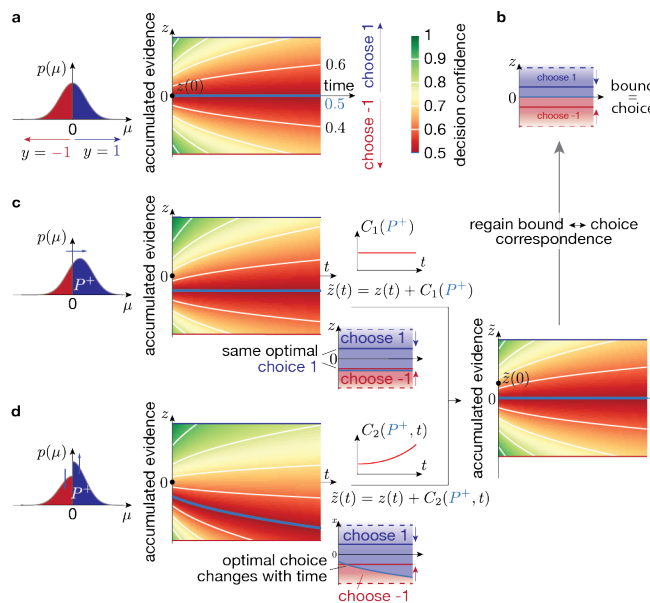 a
p(μ)
0
μ
y = −1
y = 1
accumulated evidence
z
0
z(0)
0.6
time
0.5
0.4
choose 1
choose -1
1
0.9
0.8
0.7
0.6
0.5
decision confidence
b
z
0
choose 1
choose -1
bound
=
choice
regain bound ↔ choice
correspondence
c
p(μ)
P⁺
0
μ
accumulated evidence
z
0
t
C₁(P⁺)
t
z̃(t) = z(t) + C₁(P⁺)
same optimal
choice 1
z
0
choose 1
choose -1
accumulated evidence
z̃
0
z̃(0)
d
p(μ)
P⁺
0
μ
accumulated evidence
z
0
t
C₂(P⁺, t)
t
z̃(t) = z(t) + C₂(P⁺, t)
optimal choice
changes with time
0
choose 1
choose -1